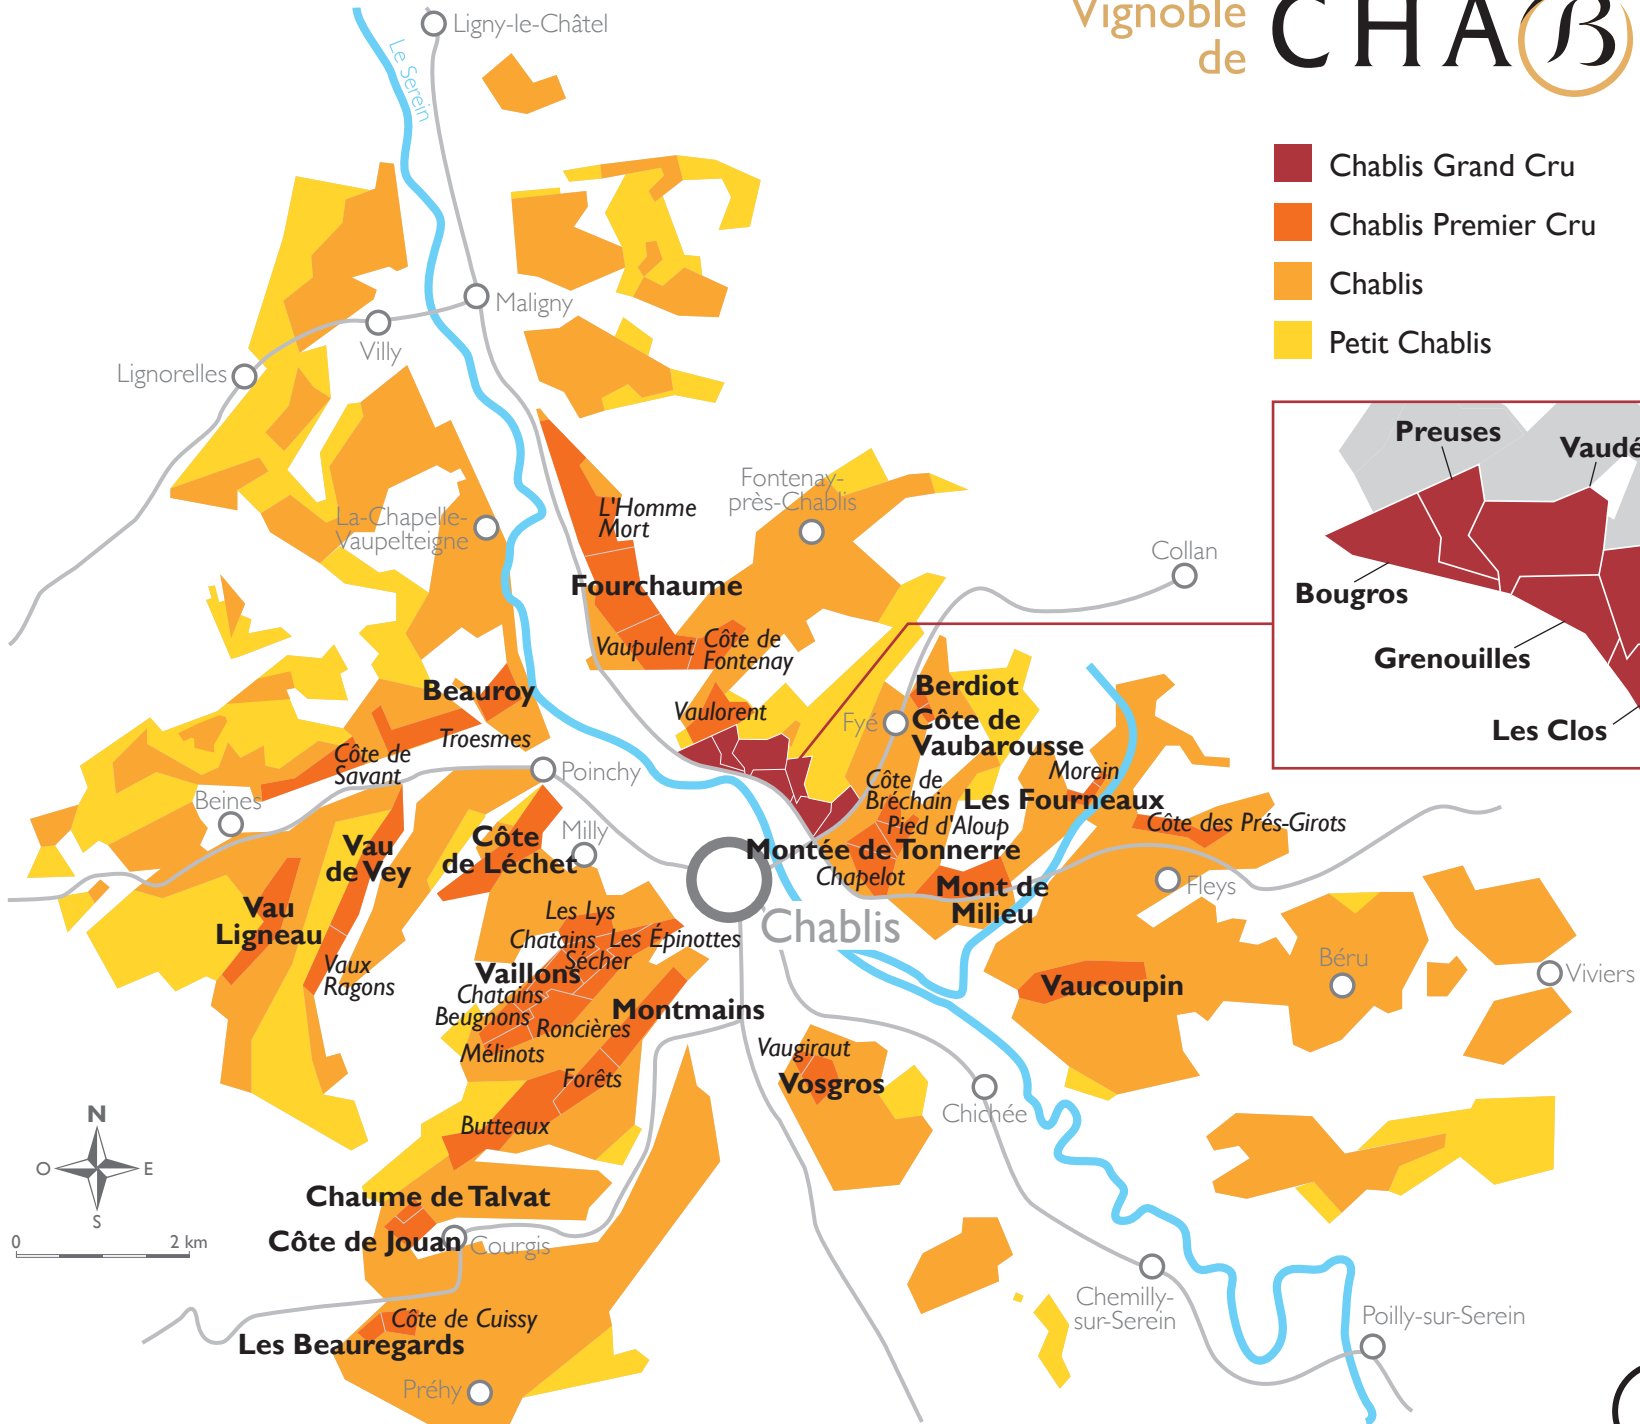 Vignoble
de
CHAB
Chablis Grand Cru
Chablis Premier Cru
Chablis
Petit Chablis
Preuses
Vaudé
Bougros
Grenouilles
Les Clos
Ligny-le-Châtel
Le Serein
Maligny
Villy
Lignorelles
La-Chapelle-
Vaupelteigne
L'Homme
Mort
Fontenay-
près-Chablis
Collan
Fourchaume
Vaupulent
Côte de
Fontenay
Beauroy
Troesmes
Côte de
Savant
Vaulorent
Fyé
Berdiot
Côte de
Vaubarousse
Morein
Côte de
Bréchain
Les Fourneaux
Pied d'Aloup
Côte des Prés-Girots
Montée de Tonnerre
Chapelot
Mont de
Milieu
Fleys
Poinchy
Beines
Milly
Vau
de Vey
Côte
de Léchet
Vau
Ligneau
Vaux
Ragons
Chablis
Les Lys
Chatains
Les Épinottes
Sécher
Vaillons
Chatains
Beugnons
Roncières
Mélinots
Montmains
Forêts
Butteaux
Vaugiraut
Vosgros
Vaucoupin
Béru
Viviers
Chichée
Chaume de Talvat
Côte de Jouan
Courgis
Côte de Cuissy
Les Beauregards
Préhy
Chemilly-
sur-Serein
Poilly-sur-Serein
N
O
E
S
0
2 km